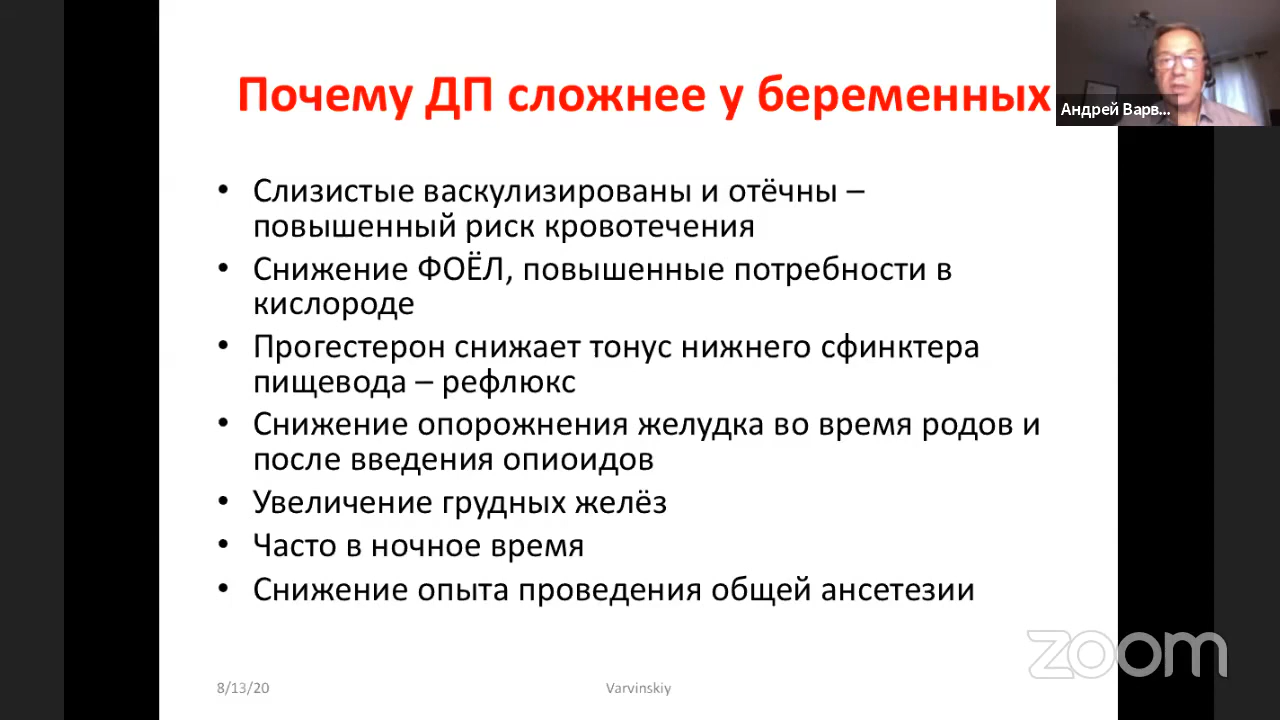 Почему ДП сложнее у беременных
Андрей Варв...
• Слизистые васкулизированы и отёчны –
повышенный риск кровотечения
• Снижение ФОЁЛ, повышенные потребности в
кислороде
• Прогестерон снижает тонус нижнего сфинктера
пищевода – рефлюкс
• Снижение опорожнения желудка во время родов и
после введения опиоидов
• Увеличение грудных желёз
• Часто в ночное время
• Снижение опыта проведения общей ансетезии
zoom
8/13/20
Varvinskiy